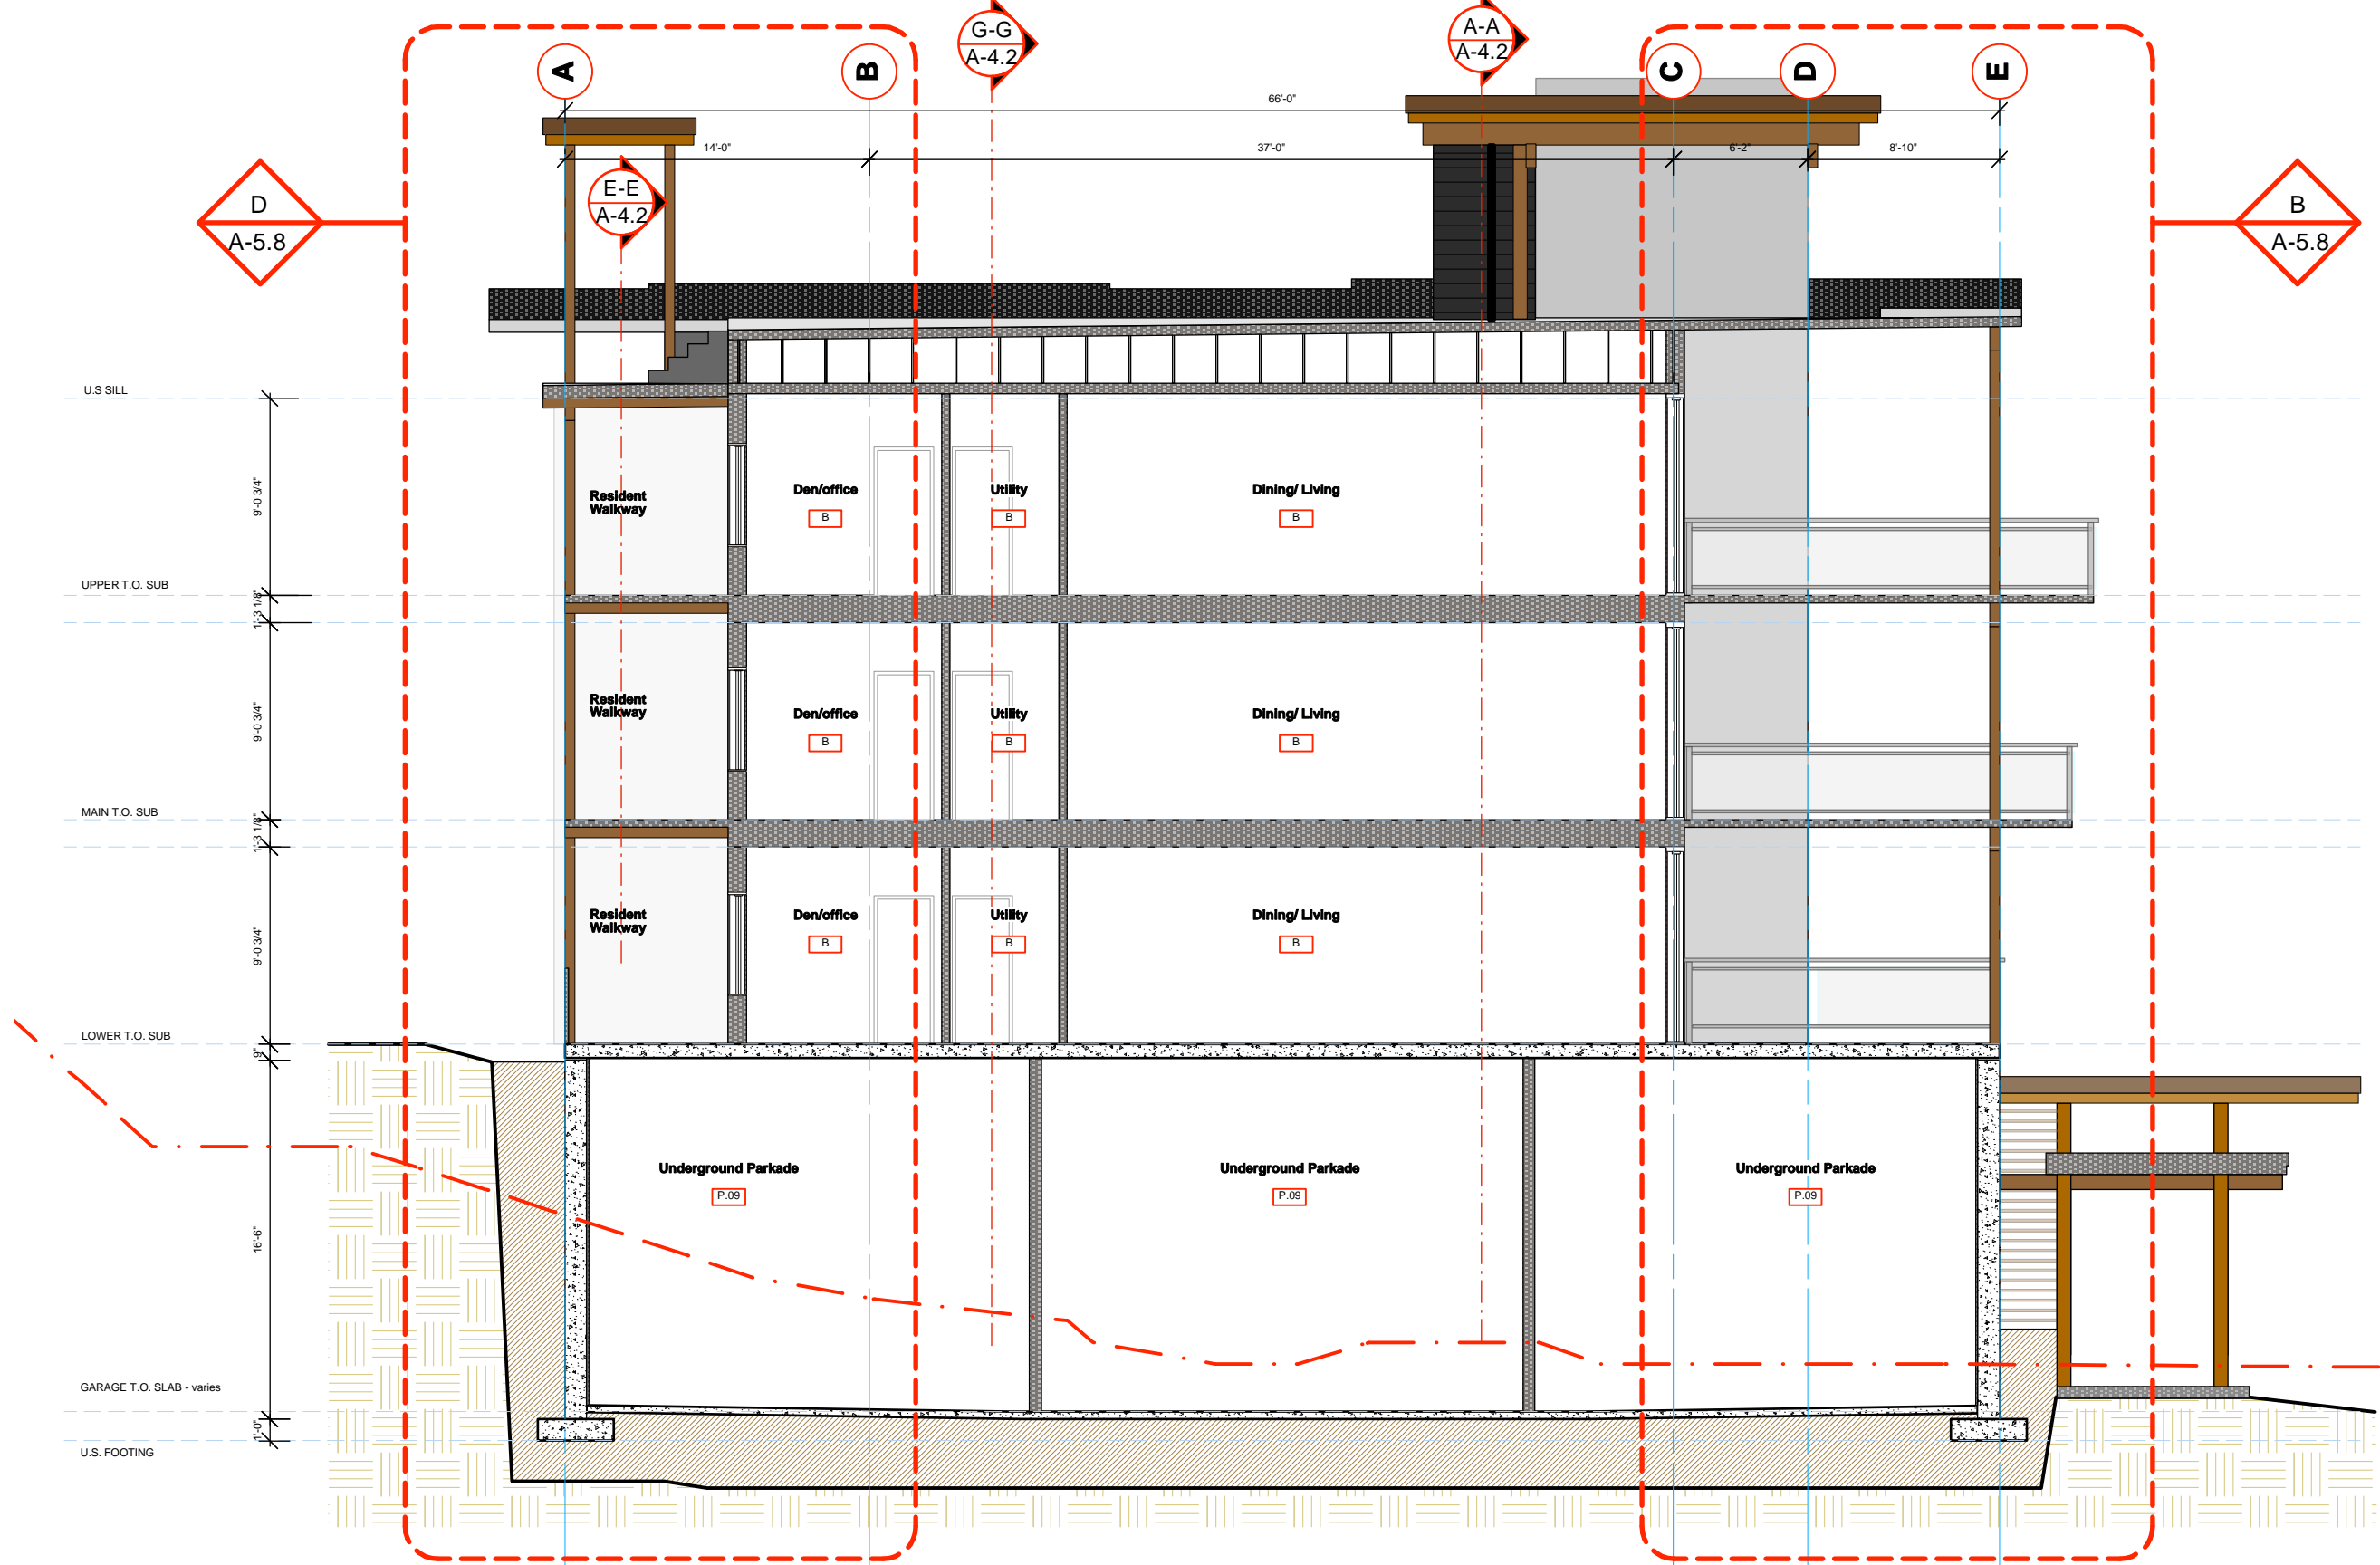 G-G
A-4.2
A-A
A-4.2
A
B
C
D
E
66'-0"
14'-0"
37'-0"
6'-2"
8'-10"
E-E
A-4.2
D
A-5.8
B
A-5.8
U.S SILL
9'-0 3/4"
Resident
Walkway
Den/office
Utility
Dining/ Living
B
B
B
UPPER T.O. SUB
1'-3 1/8"
9'-0 3/4"
Resident
Walkway
Den/office
Utility
Dining/ Living
B
B
B
MAIN T.O. SUB
1'-3 1/8"
9'-0 3/4"
Resident
Walkway
Den/office
Utility
Dining/ Living
B
B
B
LOWER T.O. SUB
9"
16'-6"
Underground Parkade
Underground Parkade
Underground Parkade
P.09
P.09
P.09
GARAGE T.O. SLAB - varies
1'-0"
U.S. FOOTING